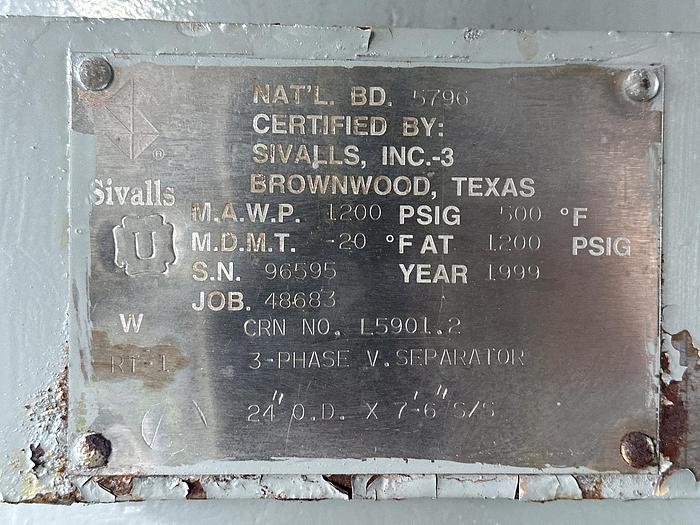 NAT'L. BD. 5796
CERTIFIED BY:
SIVALLS, INC.-3
BROWNWOOD, TEXAS
®
Sivalls
U
M.A.W.P. 1200 PSIG 500 °F
M.D.M.T. -20 °F AT 1200 PSIG
S.N. 96595 YEAR 1999
JOB. 48683
W CRN NO. L5901.2
RT-1 3-PHASE V.SEPARATOR
24" O.D. X 7'-6" S/S